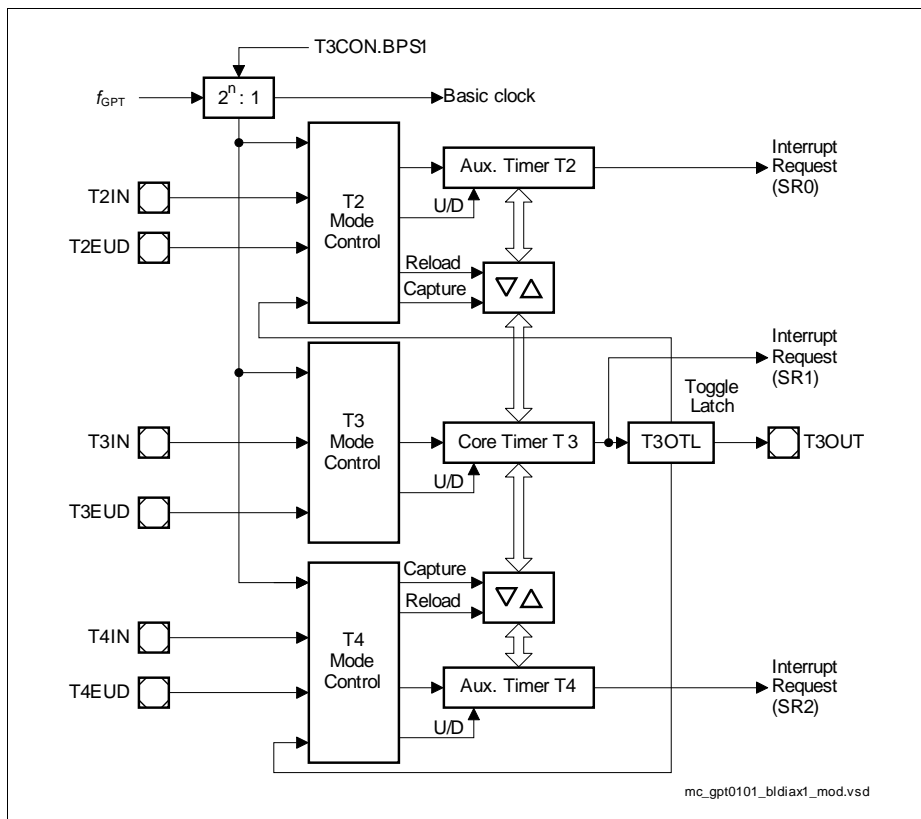 T3CON.BPS1
fGPT
2n : 1
Basic clock
T2IN
T2EUD
T2
Mode
Control
U/D
Reload
Capture
Aux. Timer T2
Interrupt
Request
(SR0)
Interrupt
Request
(SR1)
T3IN
T3EUD
T3
Mode
Control
U/D
Core Timer T 3
Toggle
Latch
T3OTL
T3OUT
T4IN
T4EUD
T4
Mode
Control
Capture
Reload
U/D
Aux. Timer T4
Interrupt
Request
(SR2)
mc_gpt0101_bldiax1_mod.vsd